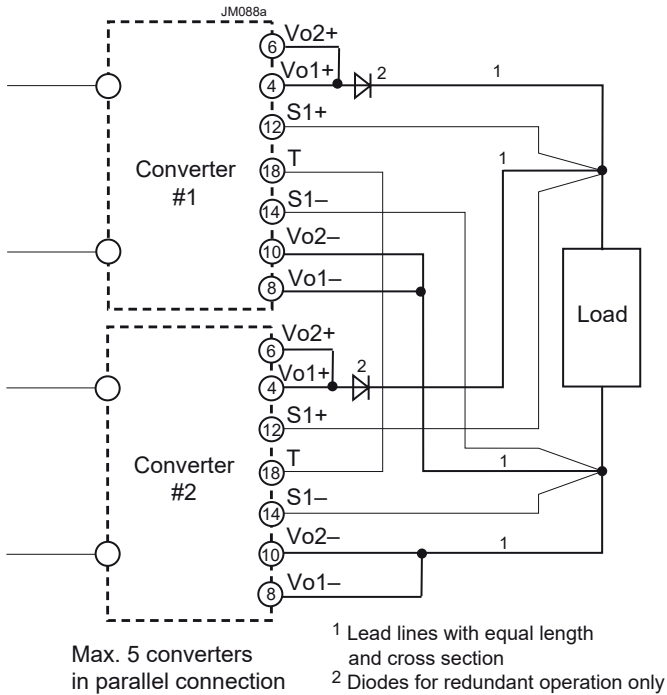 JM088a
Vo2+
6
Vo1+
4
2
1
S1+
12
T
18
1
Converter
#1
S1–
14
Vo2–
10
Vo1–
8
Load
Vo2+
6
Vo1+
4
2
S1+
12
T
18
1
Converter
#2
S1–
14
Vo2–
10
1
Vo1–
8
Max. 5 converters
in parallel connection
1 Lead lines with equal length
and cross section
2 Diodes for redundant operation only